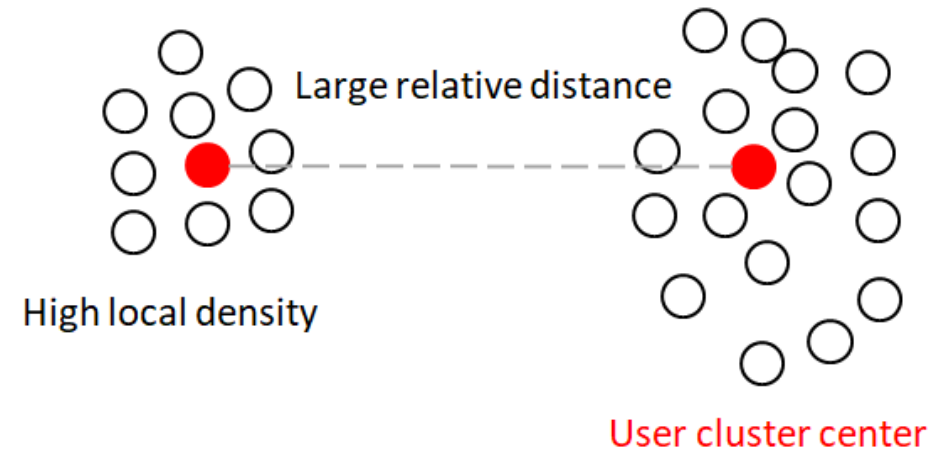 Large relative distance
High local density
User cluster center